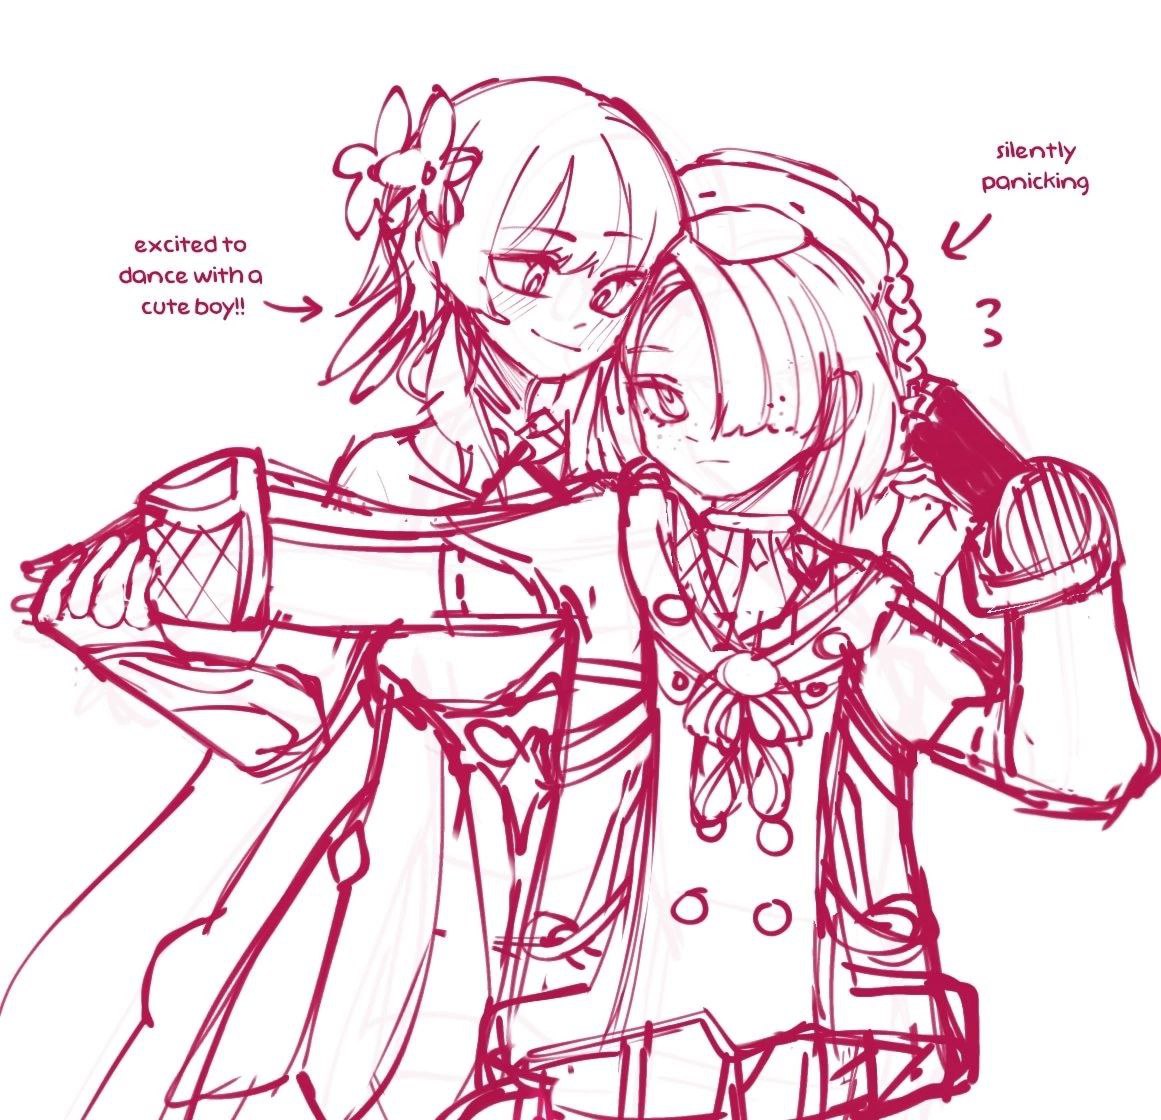 excited to
dance with a
cute boy!!
silently
panicking